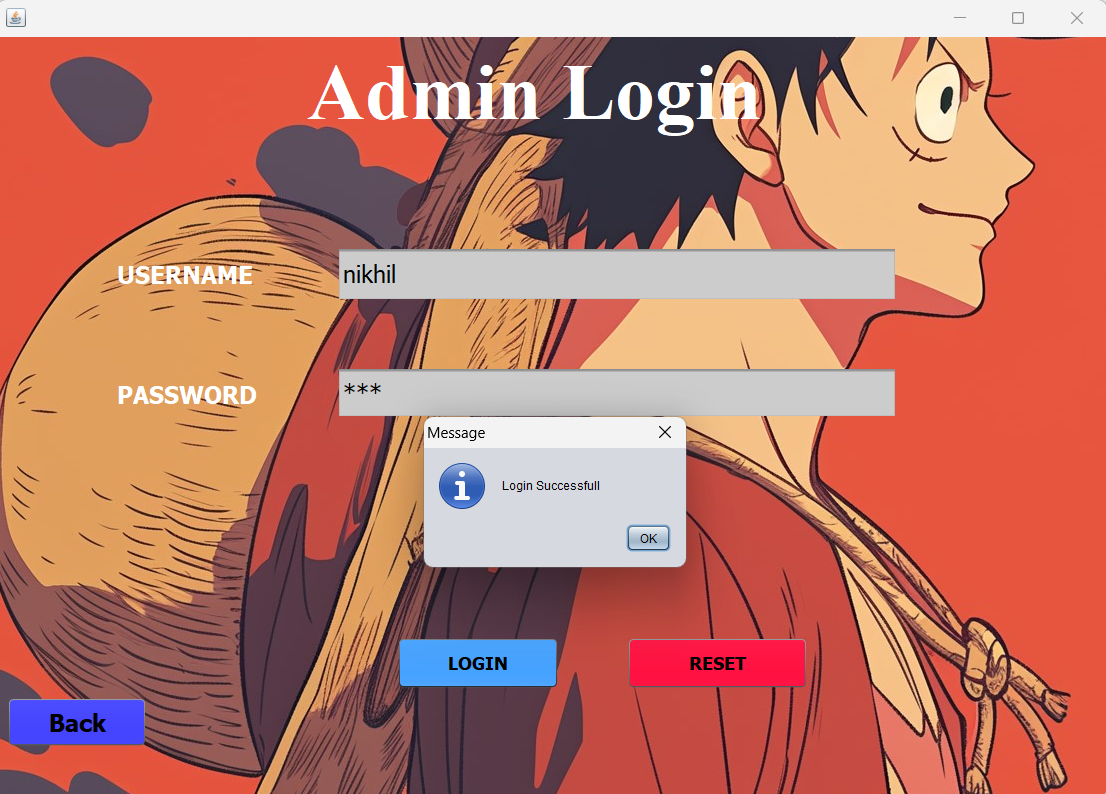 Admin Login
USERNAME
nikhil
PASSWORD
***
Message
Login Successfull
OK
LOGIN
RESET
Back